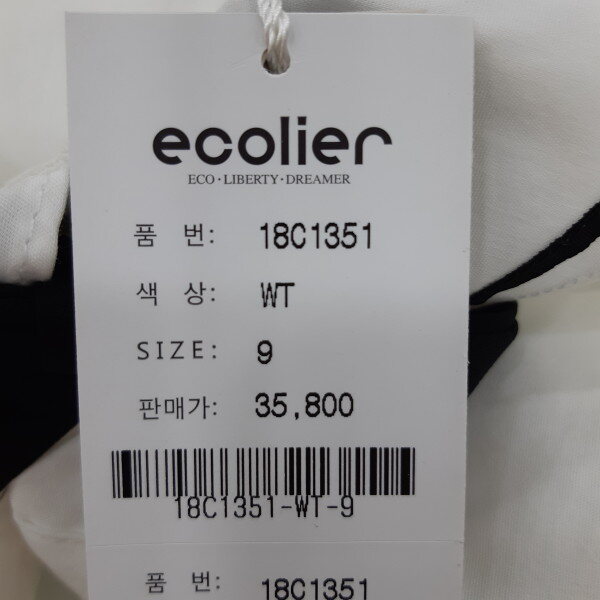 ecolier
ECO·LIBERTY·DREAMER
품 번: 18C1351
색 상: WT
SIZE: 9
판매가: 35,800
18C1351-WT-9
품 번: 18C1351